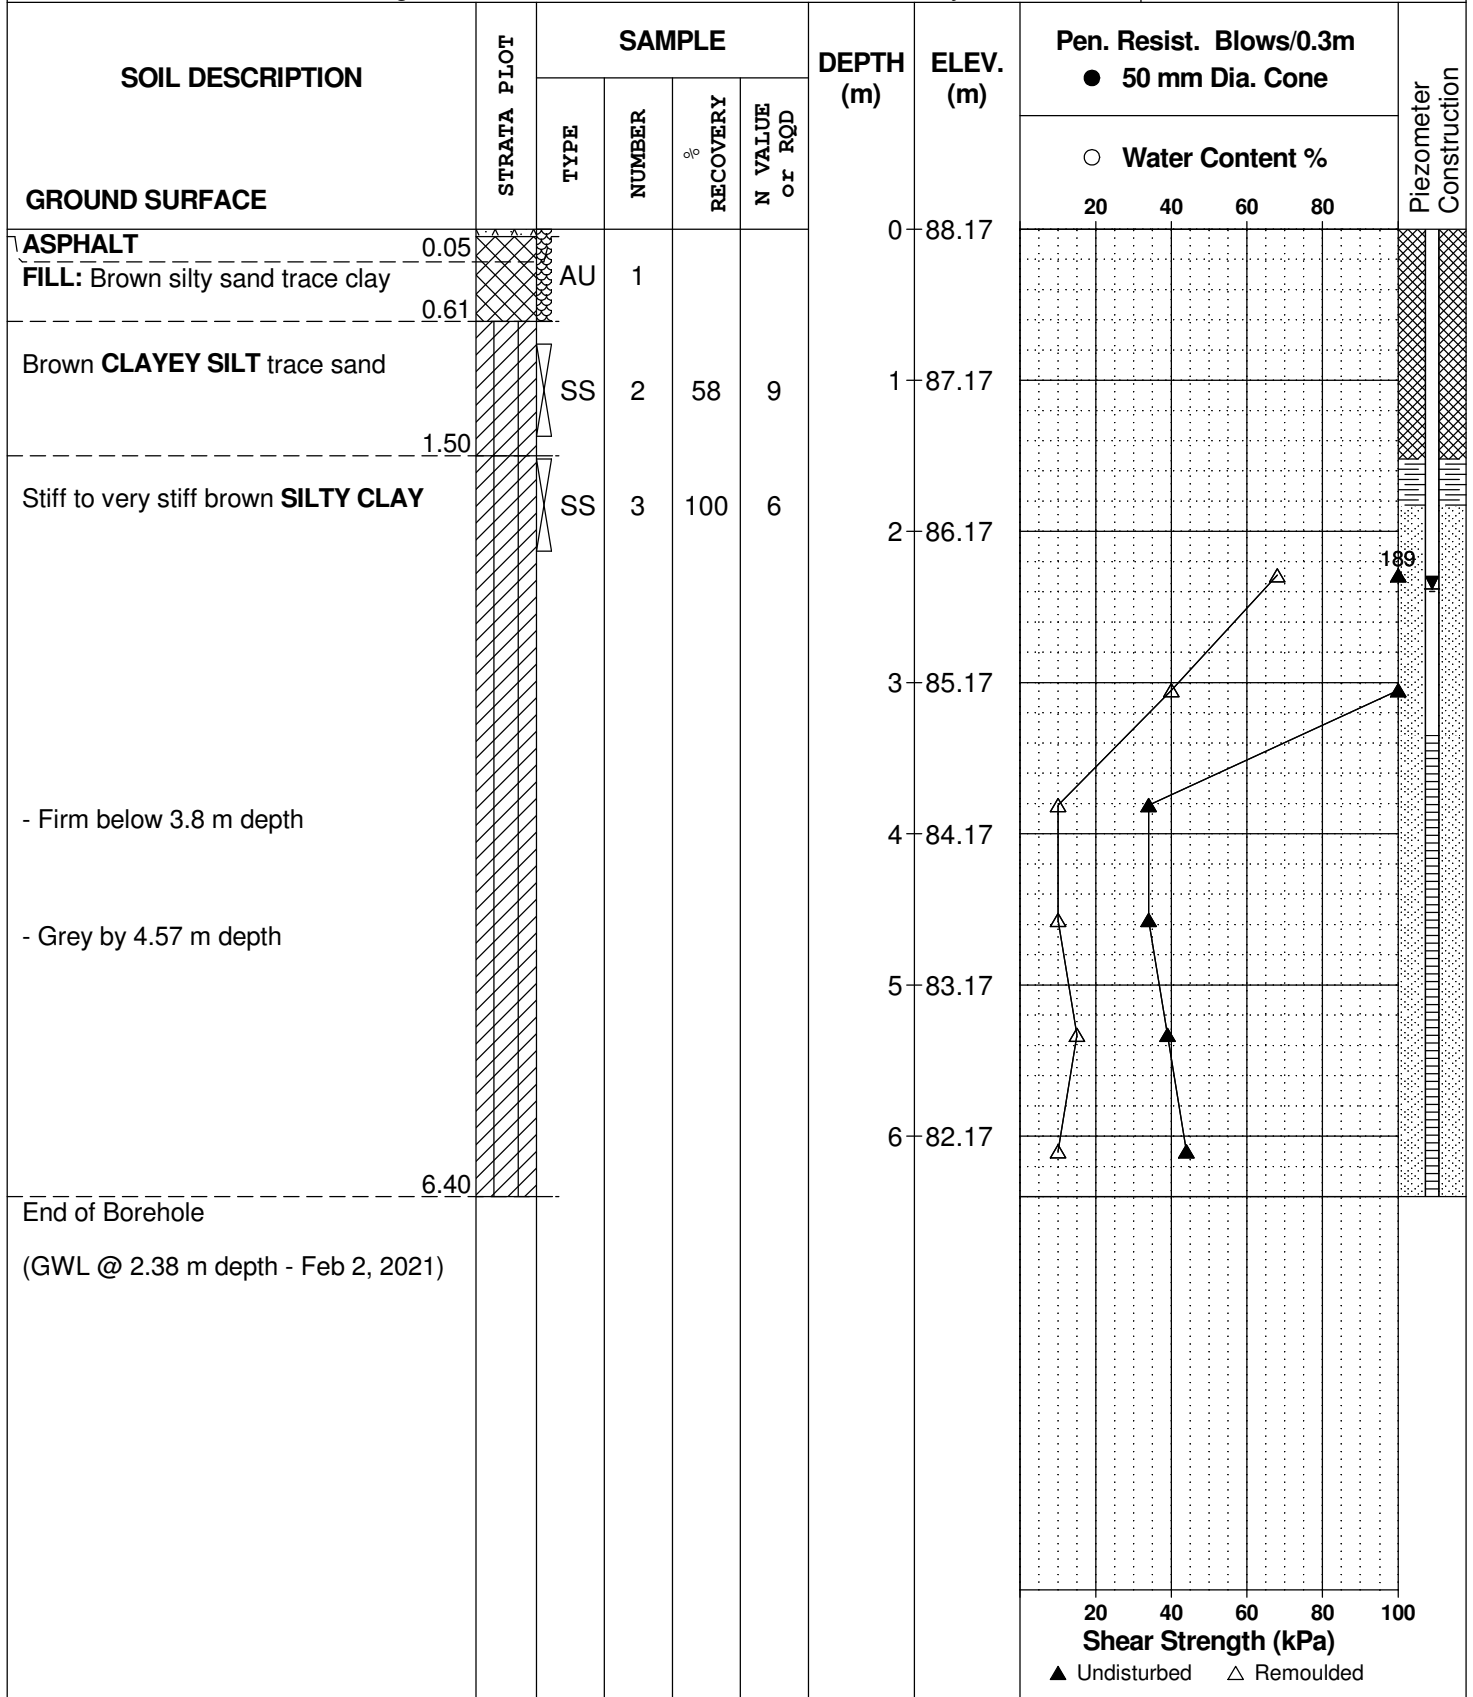 SOIL DESCRIPTION
GROUND SURFACE
STRATA PLOT
SAMPLE
TYPE
NUMBER
% RECOVERY
N VALUE or RQD
DEPTH (m)
ELEV. (m)
Pen. Resist. Blows/0.3m
● 50 mm Dia. Cone
○ Water Content %
20 40 60 80
Piezometer Construction
0 88.17
ASPHALT 0.05
FILL: Brown silty sand trace clay
0.61
AU 1
Brown CLAYEY SILT trace sand
SS 2 58 9
1 87.17
1.50
Stiff to very stiff brown SILTY CLAY
SS 3 100 6
2 86.17
189
3 85.17
- Firm below 3.8 m depth
4 84.17
- Grey by 4.57 m depth
5 83.17
6 82.17
6.40
End of Borehole
(GWL @ 2.38 m depth - Feb 2, 2021)
20 40 60 80 100
Shear Strength (kPa)
▲ Undisturbed △ Remoulded